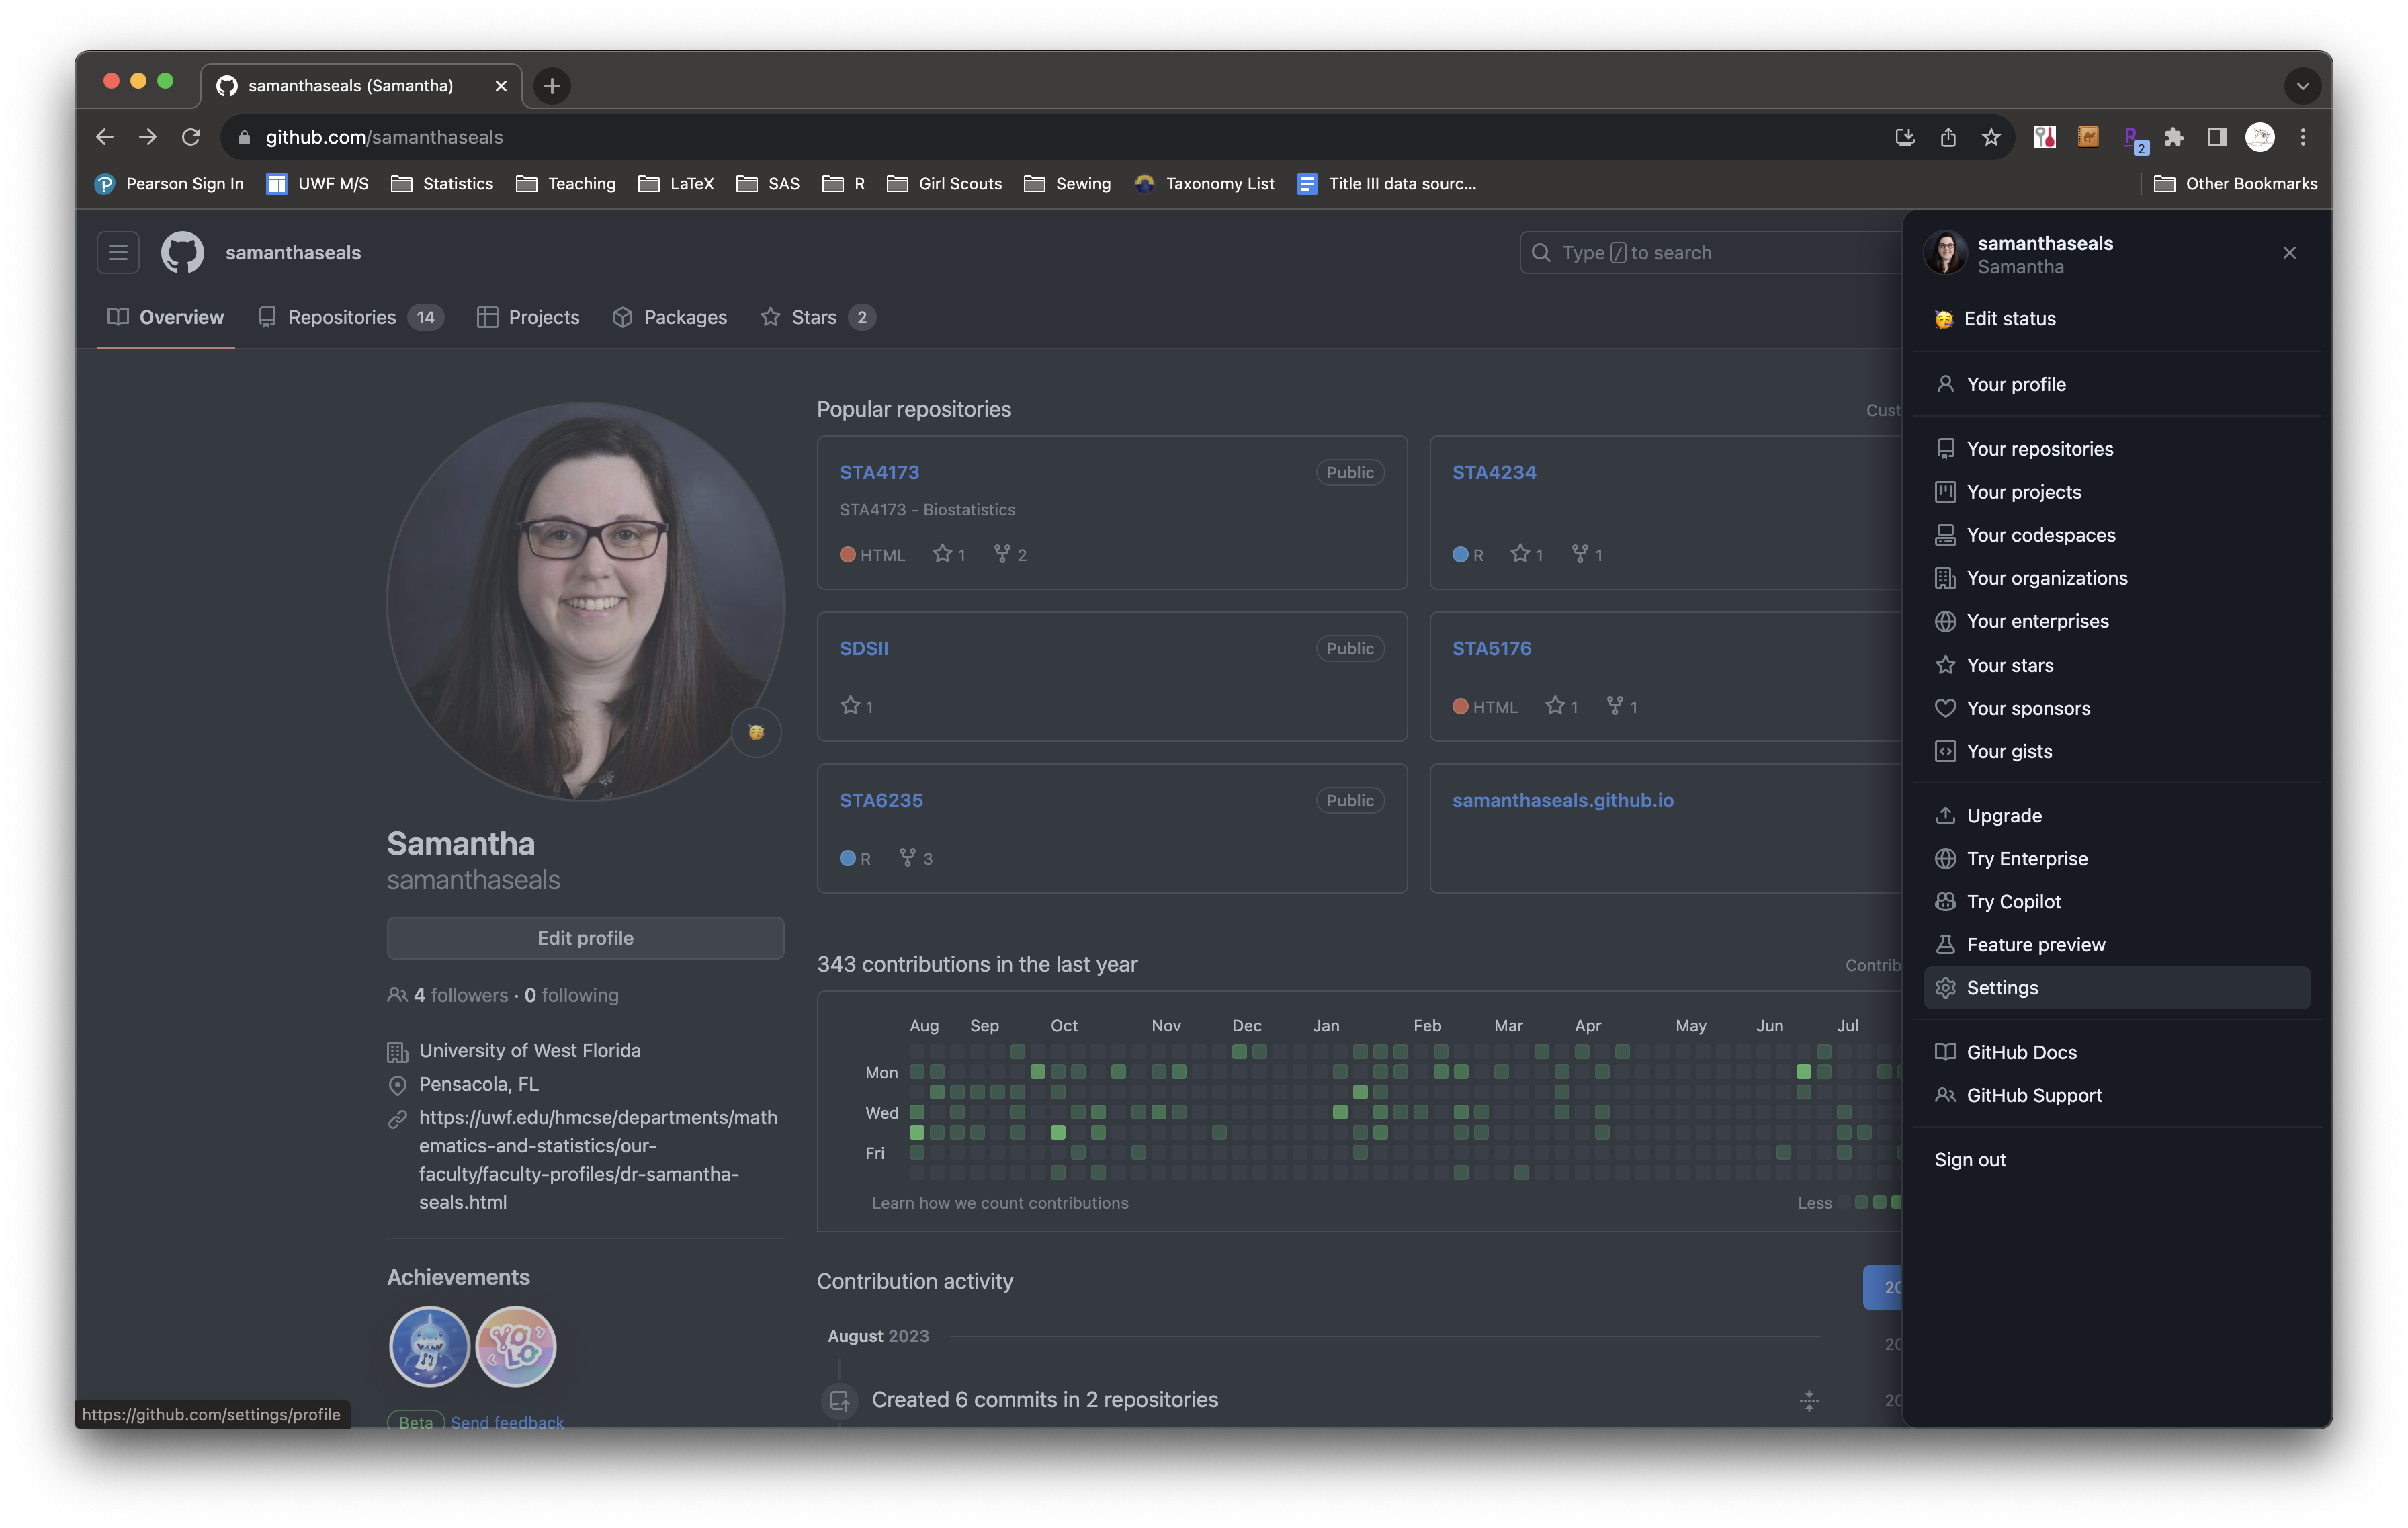 samanthaseals (Samantha)
github.com/samanthaseals
2
Pearson Sign In
UWF M/S
Statistics
Teaching
LaTeX
SAS
R
Girl Scouts
Sewing
Taxonomy List
Title III data sourc...
Other Bookmarks
samanthaseals
Type / to search
Overview
Repositories 14
Projects
Packages
Stars 2
Samantha
samanthaseals
Edit profile
4 followers · 0 following
University of West Florida
Pensacola, FL
https://uwf.edu/hmcse/departments/math
ematics-and-statistics/our-
faculty/faculty-profiles/dr-samantha-
seals.html
Achievements
YOLO
Beta Send feedback
https://github.com/settings/profile
Popular repositories
Cust
STA4173 Public
STA4173 - Biostatistics
HTML 1 2
STA4234
R 1 1
SDSII Public
1
STA5176
HTML 1 1
STA6235 Public
R 3
samanthaseals.github.io
343 contributions in the last year
Contrib
Aug Sep Oct Nov Dec Jan Feb Mar Apr May Jun Jul
Mon
Wed
Fri
Learn how we count contributions
Less
Contribution activity
20
August 2023
20
Created 6 commits in 2 repositories
20
samanthaseals
Samantha
Edit status
Your profile
Your repositories
Your projects
Your codespaces
Your organizations
Your enterprises
Your stars
Your sponsors
Your gists
Upgrade
Try Enterprise
Try Copilot
Feature preview
Settings
GitHub Docs
GitHub Support
Sign out